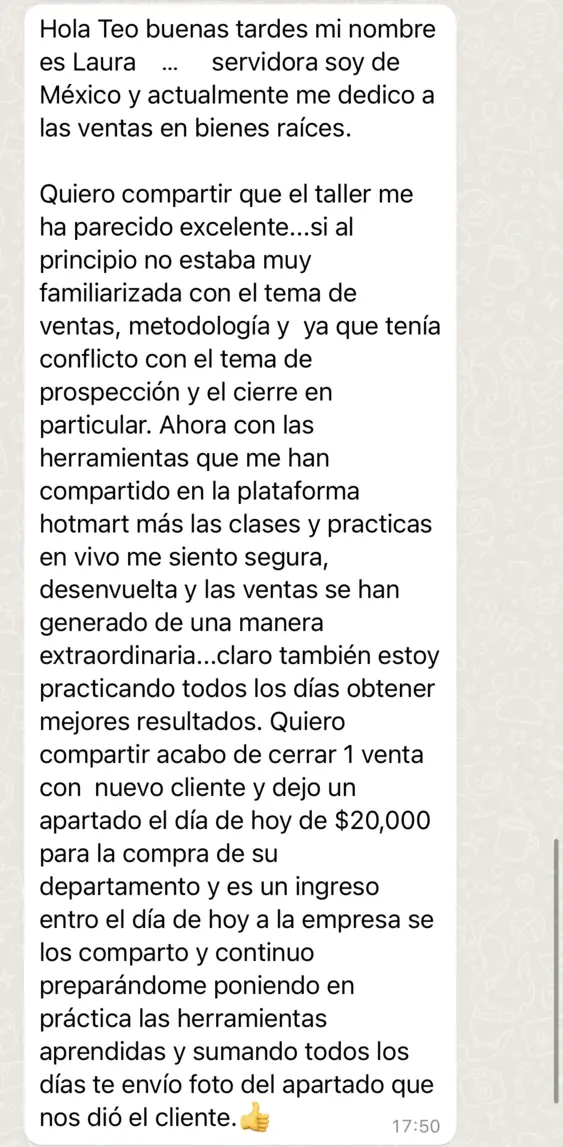 Hola Teo buenas tardes mi nombre
es Laura ... servidora soy de
México y actualmente me dedico a
las ventas en bienes raíces.
Quiero compartir que el taller me
ha parecido excelente...si al
principio no estaba muy
familiarizada con el tema de
ventas, metodología y  ya que tenía
conflicto con el tema de
prospección y el cierre en
particular. Ahora con las
herramientas que me han
compartido en la plataforma
hotmart más las clases y practicas
en vivo me siento segura,
desenvuelta y las ventas se han
generado de una manera
extraordinaria...claro también estoy
practicando todos los días obtener
mejores resultados. Quiero
compartir acabo de cerrar 1 venta
con  nuevo cliente y dejo un
apartado el día de hoy de $20,000
para la compra de su
departamento y es un ingreso
entro el día de hoy a la empresa se
los comparto y continuo
preparándome poniendo en
práctica las herramientas
aprendidas y sumando todos los
días te envío foto del apartado que
nos dió el cliente.👍
17:50